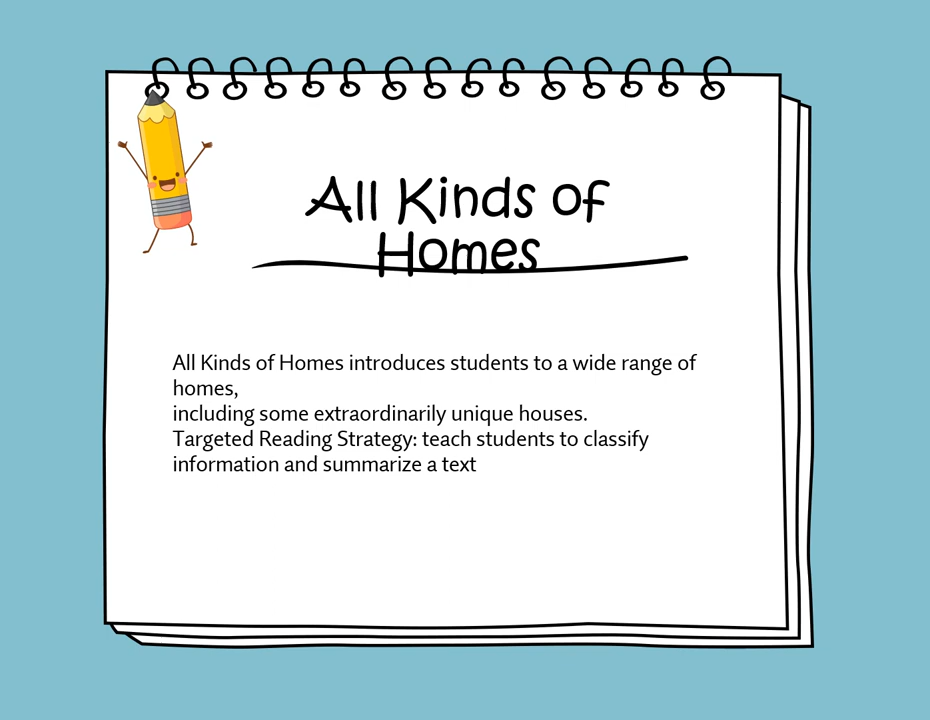 All Kinds of
Homes
All Kinds of Homes introduces students to a wide range of
homes,
including some extraordinarily unique houses.
Targeted Reading Strategy: teach students to classify
information and summarize a text